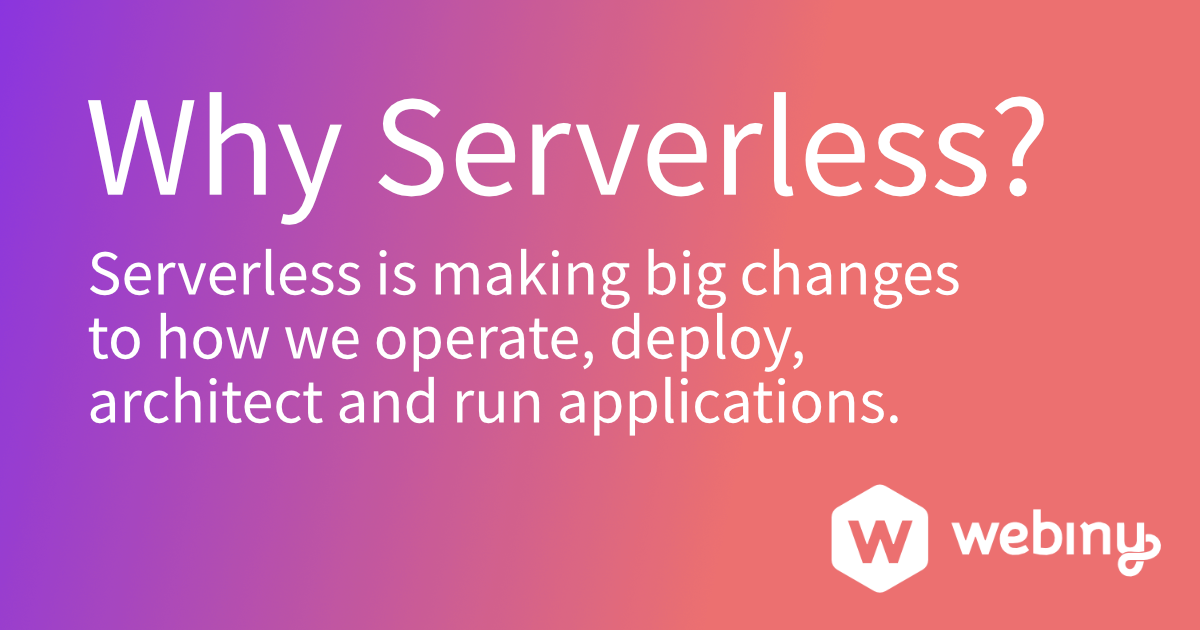 Why Serverless?
Serverless is making big changes
to how we operate, deploy,
architect and run applications.
W webiny